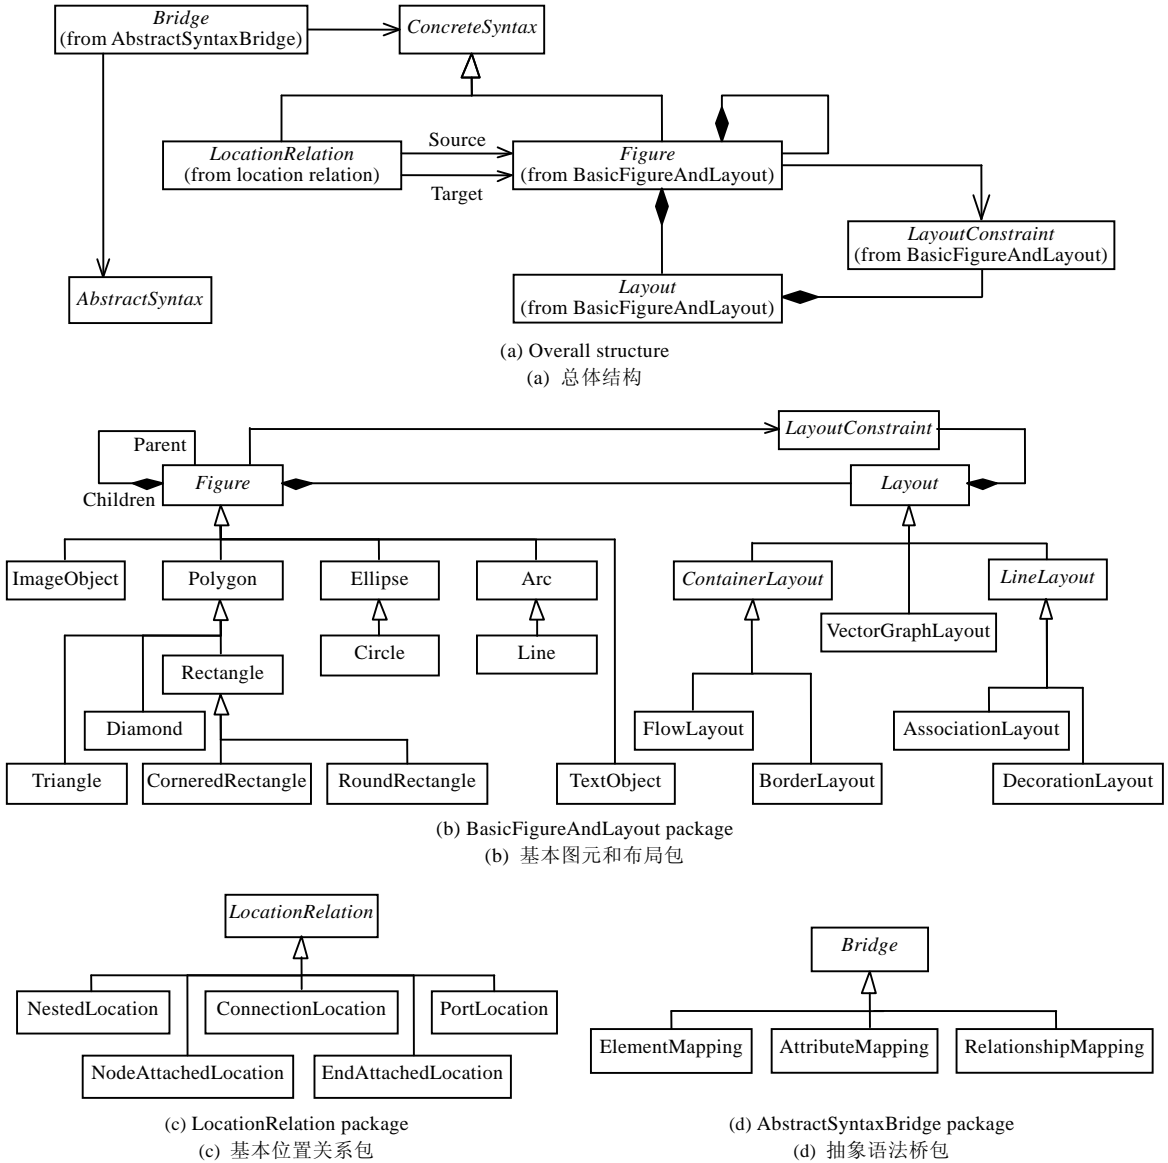 Bridge
(from AbstractSyntaxBridge)
ConcreteSyntax
LocationRelation
(from location relation)
Source
Target
Figure
(from BasicFigureAndLayout)
LayoutConstraint
(from BasicFigureAndLayout)
AbstractSyntax
Layout
(from BasicFigureAndLayout)
(a) Overall structure
(a) 总体结构
LayoutConstraint
Parent
Children
Figure
Layout
ImageObject
Polygon
Ellipse
Arc
ContainerLayout
LineLayout
VectorGraphLayout
Circle
Line
Rectangle
Diamond
FlowLayout
AssociationLayout
Triangle
CorneredRectangle
RoundRectangle
TextObject
BorderLayout
DecorationLayout
(b) BasicFigureAndLayout package
(b) 基本图元和布局包
LocationRelation
NestedLocation
ConnectionLocation
PortLocation
NodeAttachedLocation
EndAttachedLocation
(c) LocationRelation package
(c) 基本位置关系包
Bridge
ElementMapping
AttributeMapping
RelationshipMapping
(d) AbstractSyntaxBridge package
(d) 抽象语法桥包